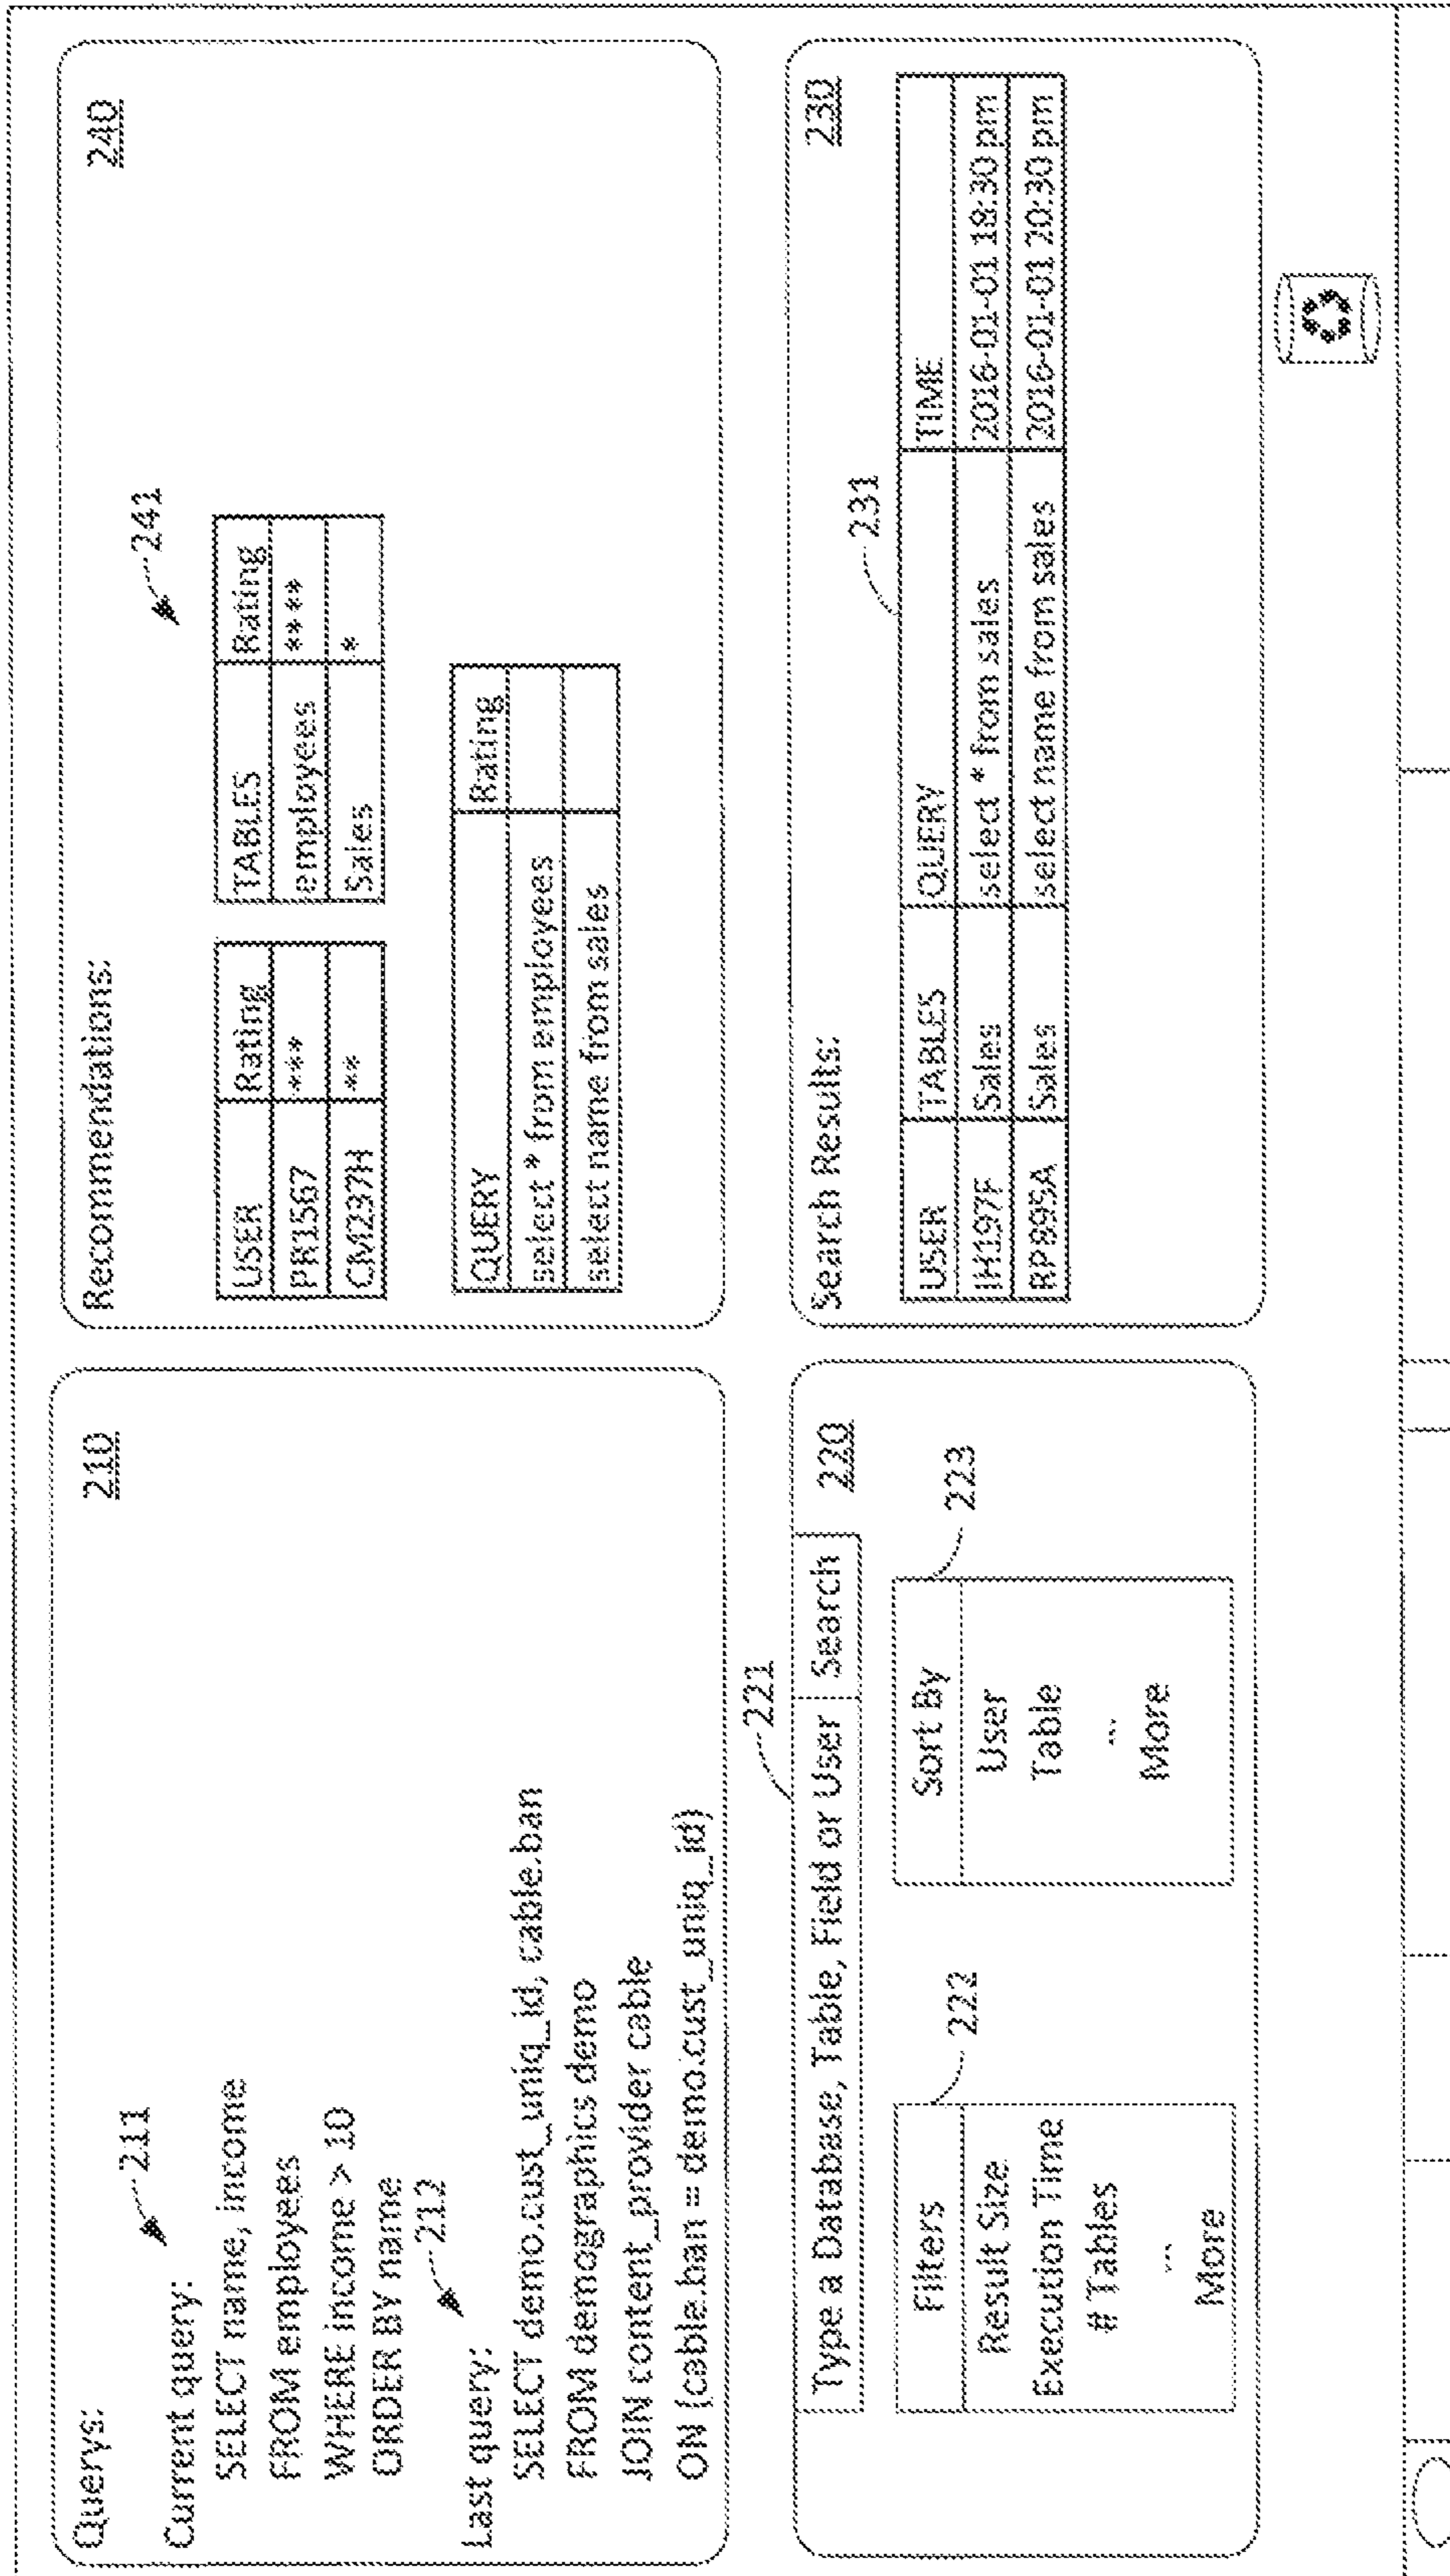 Querys:
210
Current query:
211
SELECT name, income
FROM employees
WHERE income > 10
ORDER BY name
212
Last query:
SELECT demo.cust_uniq_id, cable.ban
FROM demographics demo
JOIN content_provider cable
ON (cable.ban = demo.cust_uniq_id)
Recommendations:
240
241
USER Rating
PR1567 ***
CM237H **
TABLES Rating
employees ****
Sales *
QUERY Rating
select * from employees
select name from sales
221
Type a Database, Table, Field or User Search
220
222
Filters
Result Size
Execution Time
# Tables
...
More
223
Sort By
User
Table
...
More
Search Results:
230
231
USER TABLES QUERY TIME
IH197F Sales select * from sales 2016-01-01 18:30 pm
RP895A Sales select name from sales 2016-01-01 20:30 pm